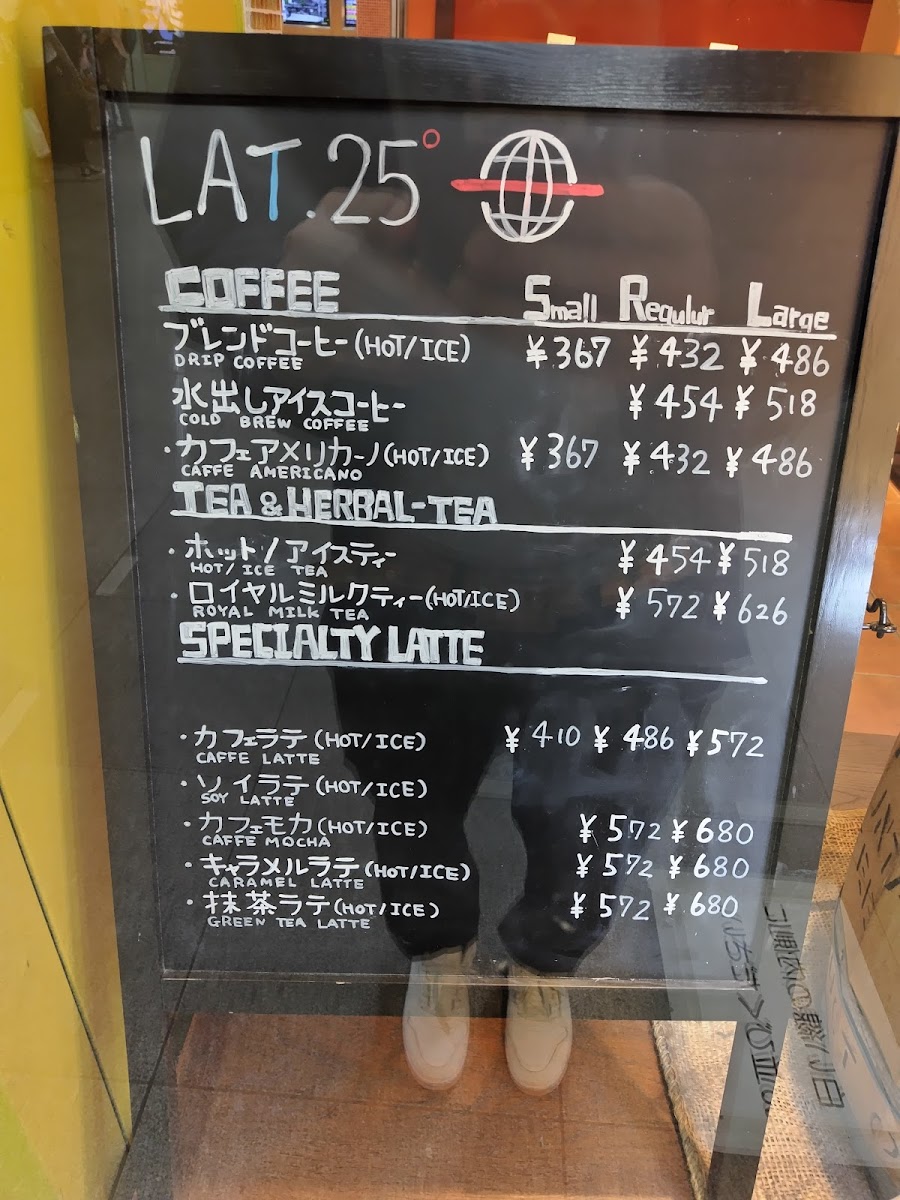 LAT.25°
COFFEE Small Regulur Large
ブレンドコーヒー(HOT/ICE) ¥367 ¥432 ¥486
DRIP COFFEE
水出しアイスコーヒー ¥454 ¥518
COLD BREW COFFEE
・カフェアメリカーノ(HOT/ICE) ¥367 ¥432 ¥486
CAFFE AMERICANO
TEA & HERBAL-TEA
・ホット/アイスティー ¥454 ¥518
HOT/ICE TEA
・ロイヤルミルクティー(HOT/ICE) ¥572 ¥626
ROYAL MILK TEA
SPECIALTY LATTE
・カフェラテ(HOT/ICE) ¥410 ¥486 ¥572
CAFFE LATTE
・ソイラテ(HOT/ICE)
SOY LATTE
・カフェモカ(HOT/ICE) ¥572 ¥680
CAFFE MOCHA
・キャラメルラテ(HOT/ICE) ¥572 ¥680
CARAMEL LATTE
・抹茶ラテ(HOT/ICE) ¥572 ¥680
GREEN TEA LATTE